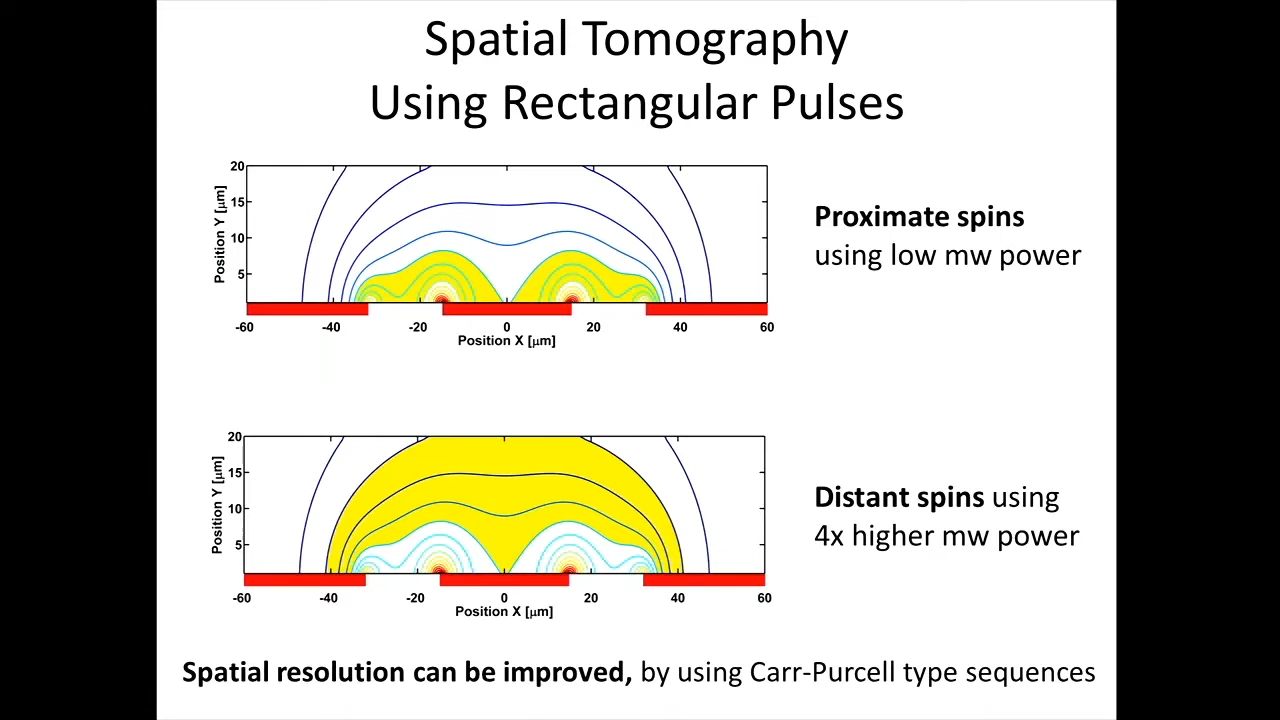 Spatial Tomography
Using Rectangular Pulses
20
15
10
5
Position Y [μm]
-60 -40 -20 0 20 40 60
Position X [μm]
Proximate spins
using low mw power
20
15
10
5
Position Y [μm]
-60 -40 -20 0 20 40 60
Position X [μm]
Distant spins using
4x higher mw power
Spatial resolution can be improved, by using Carr-Purcell type sequences